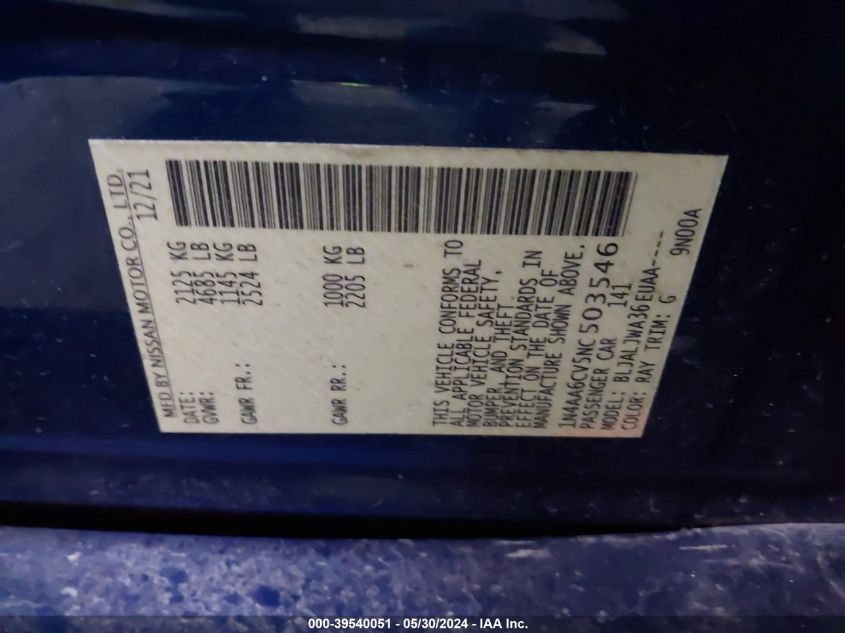 MFD BY NISSAN MOTOR CO., LTD.
DATE: 12/21
GVWR: 2125 KG
4685 LB
GAWR FR.: 1145 KG
2524 LB
GAWR RR.: 1000 KG
2205 LB
THIS VEHICLE CONFORMS TO
ALL APPLICABLE FEDERAL
MOTOR VEHICLE SAFETY,
BUMPER, AND THEFT
PREVENTION STANDARDS IN
EFFECT ON THE DATE OF
MANUFACTURE SHOWN ABOVE.
1N4AA6CV5NC503546
PASSENGER CAR 141
MODEL: BLJALJWA36EUAA----
COLOR: RAY TRIM: G 9N00A
000-39540051 - 05/30/2024 - IAA Inc.